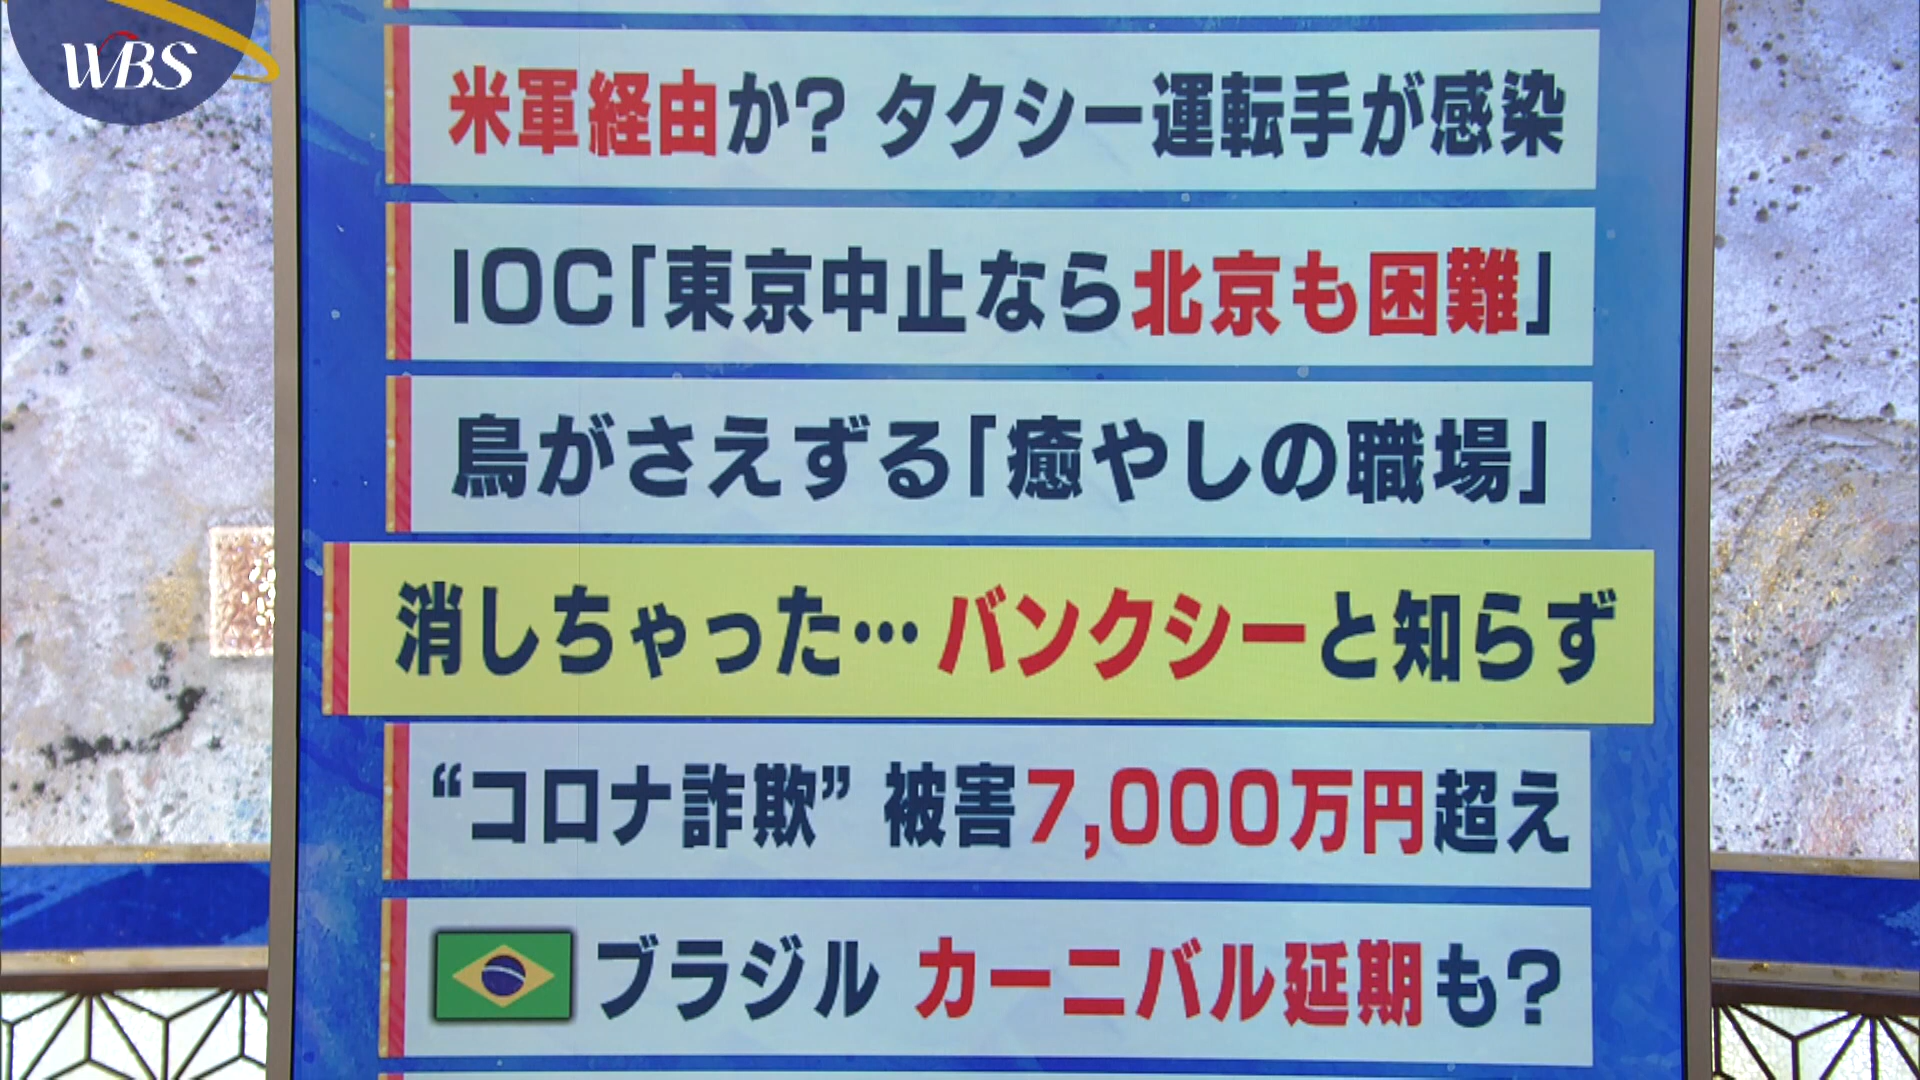 WBS
米軍経由か? タクシー運転手が感染
IOC「東京中止なら北京も困難」
鳥がさえずる「癒やしの職場」
消しちゃった…バンクシーと知らず
“コロナ詐欺” 被害7,000万円超え
ブラジル カーニバル延期も?